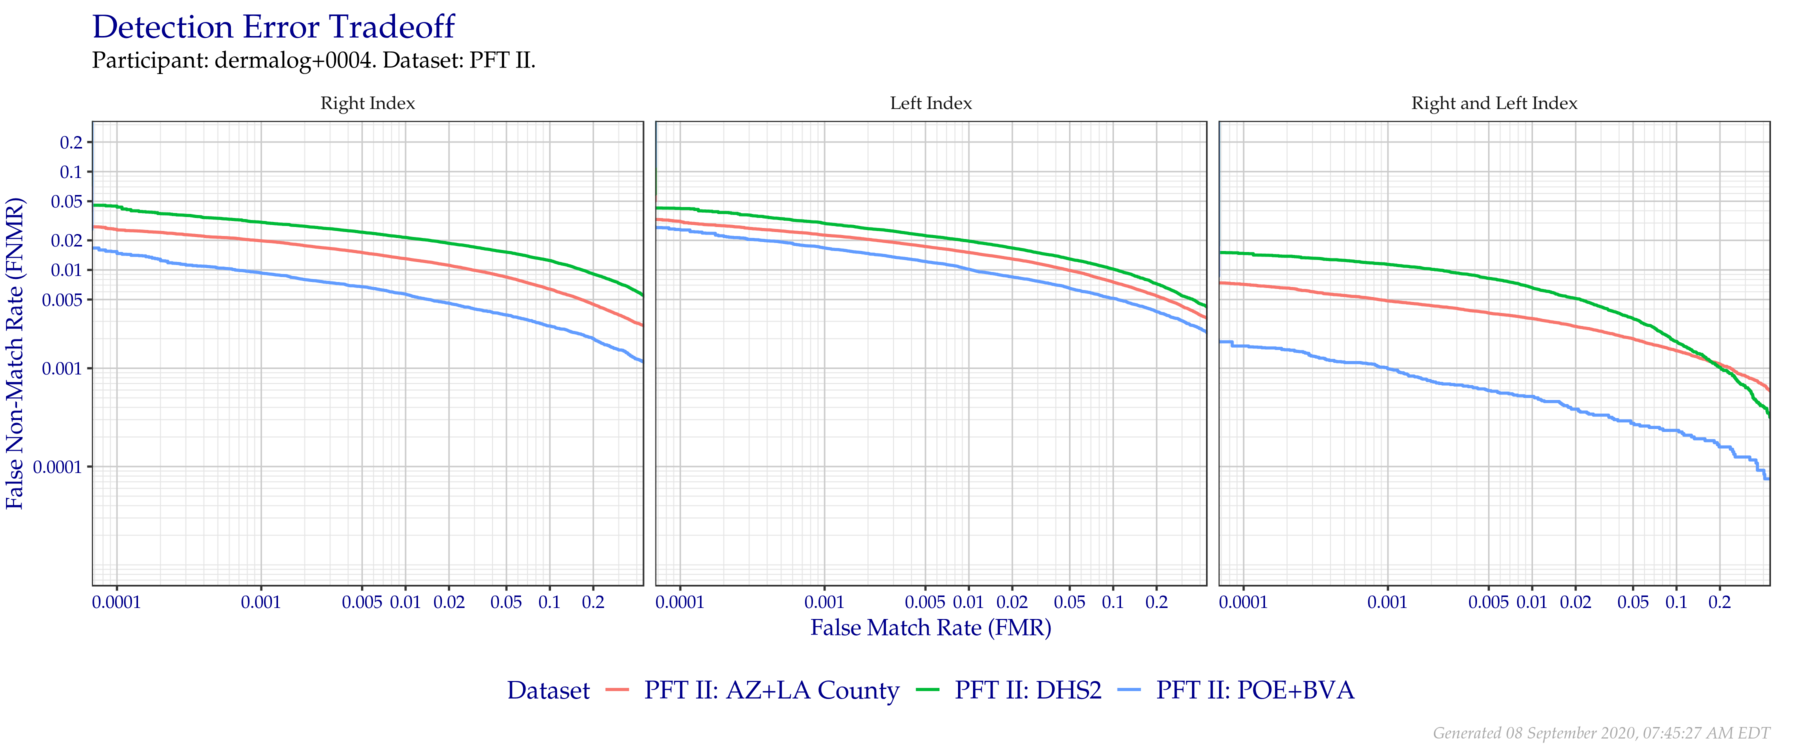 Detection Error Tradeoff
Participant: dermalog+0004. Dataset: PFT II.
Right Index
Left Index
Right and Left Index
False Non-Match Rate (FNMR)
0.2
0.1
0.05
0.02
0.01
0.005
0.001
0.0001
0.0001 0.001 0.005 0.01 0.02 0.05 0.1 0.2
0.0001 0.001 0.005 0.01 0.02 0.05 0.1 0.2
0.0001 0.001 0.005 0.01 0.02 0.05 0.1 0.2
False Match Rate (FMR)
Dataset PFT II: AZ+LA County PFT II: DHS2 PFT II: POE+BVA
Generated 08 September 2020, 07:45:27 AM EDT